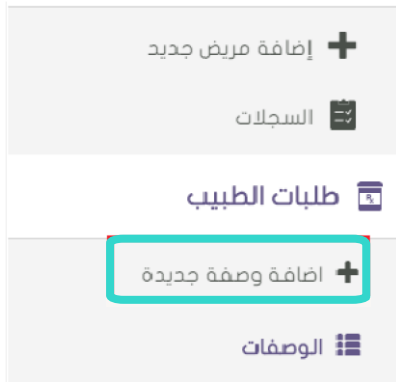 إضافة مريض جديد
السجلات
طلبات الطبيب
اضافة وصفة جديدة
الوصفات